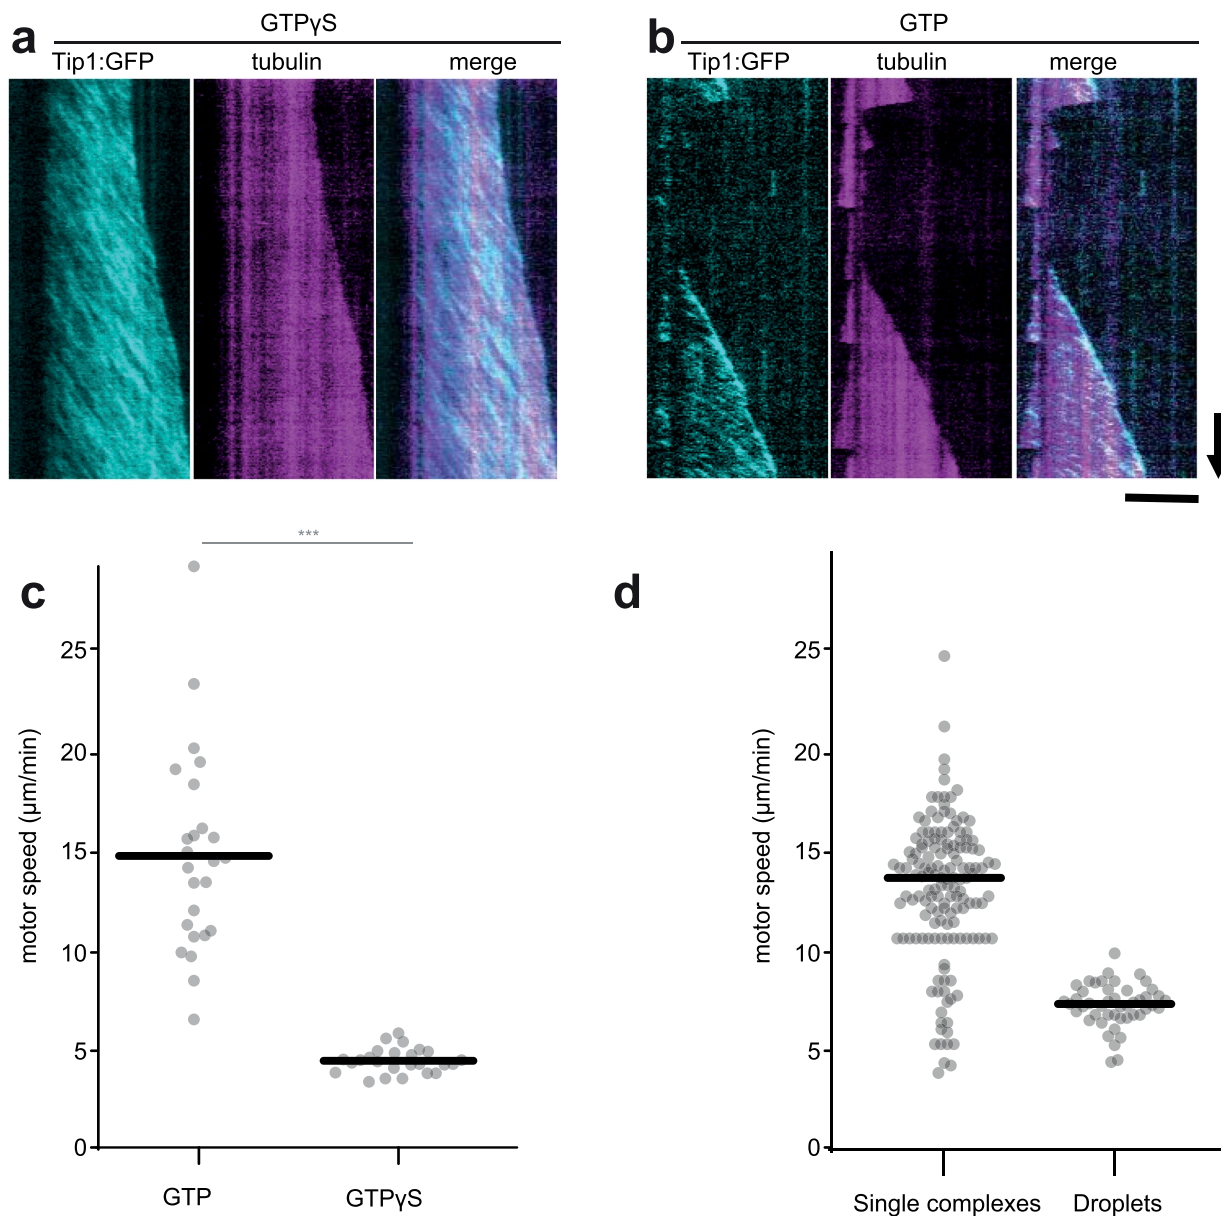 a
GTPγS
Tip1:GFP tubulin merge
b
GTP
Tip1:GFP tubulin merge
c
***
motor speed (µm/min)
25
20
15
10
5
0
GTP GTPγS
d
motor speed (µm/min)
25
20
15
10
5
0
Single complexes Droplets